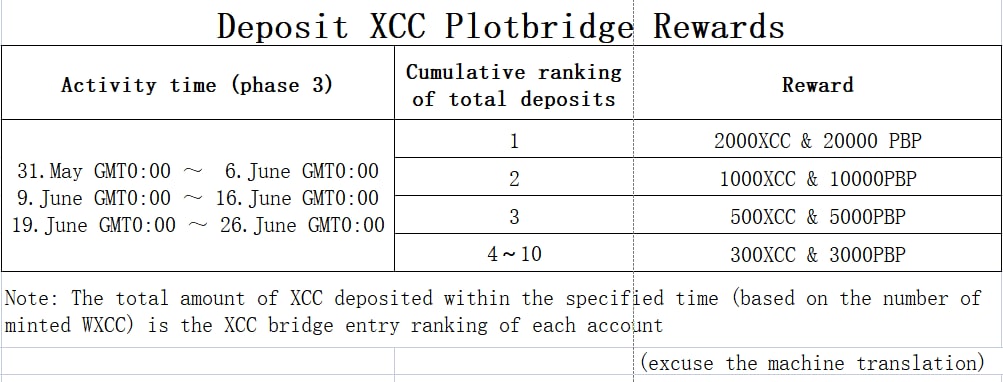 Deposit XCC Plotbridge Rewards
Activity time (phase 3)
Cumulative ranking
of total deposits
Reward
31.May GMT0:00 ～ 6.June GMT0:00
9.June GMT0:00 ～ 16.June GMT0:00
19.June GMT0:00 ～ 26.June GMT0:00
1
2000XCC & 20000 PBP
2
1000XCC & 10000PBP
3
500XCC & 5000PBP
4～10
300XCC & 3000PBP
Note: The total amount of XCC deposited within the specified time (based on the number of
minted WXCC) is the XCC bridge entry ranking of each account
(excuse the machine translation)